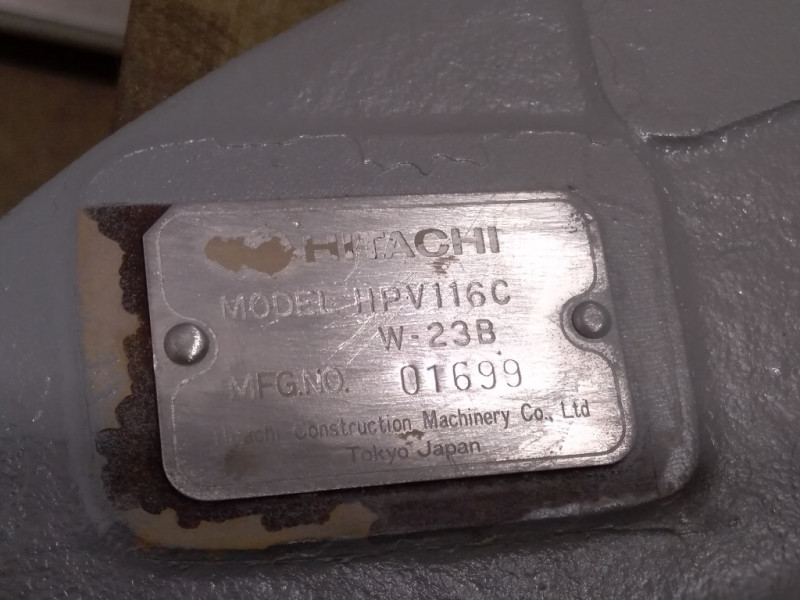 HITACHI
MODEL HPV116C
W-23B
MFG.NO. 01699
Hitachi Construction Machinery Co., Ltd
Tokyo Japan